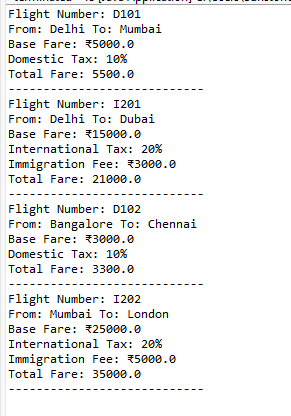 Flight Number: D101
From: Delhi To: Mumbai
Base Fare: ₹5000.0
Domestic Tax: 10%
Total Fare: 5500.0
----------------------------
Flight Number: I201
From: Delhi To: Dubai
Base Fare: ₹15000.0
International Tax: 20%
Immigration Fee: ₹3000.0
Total Fare: 21000.0
----------------------------
Flight Number: D102
From: Bangalore To: Chennai
Base Fare: ₹3000.0
Domestic Tax: 10%
Total Fare: 3300.0
----------------------------
Flight Number: I202
From: Mumbai To: London
Base Fare: ₹25000.0
International Tax: 20%
Immigration Fee: ₹5000.0
Total Fare: 35000.0
----------------------------